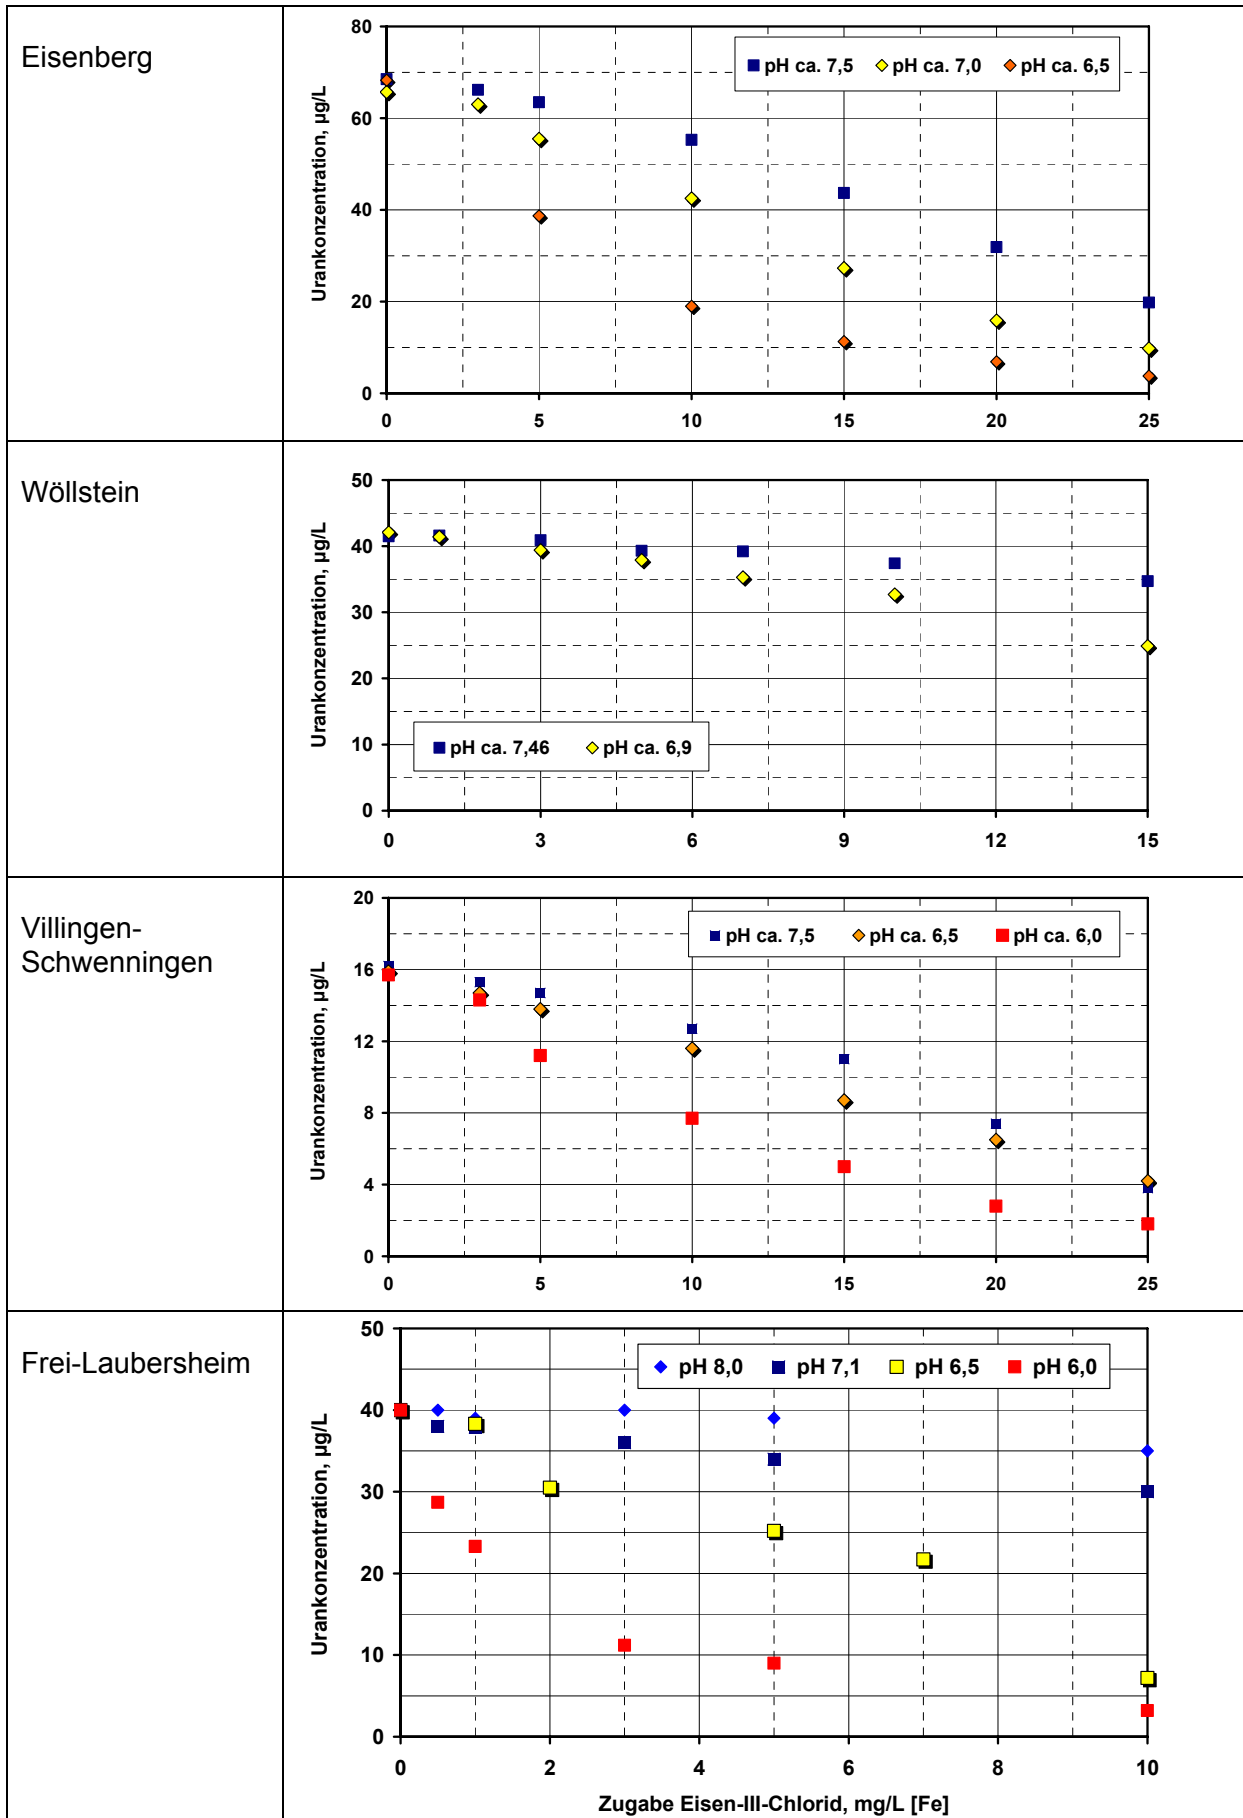 Eisenberg
Urankonzentration, µg/L
80
60
40
20
0
pH ca. 7,5 pH ca. 7,0 pH ca. 6,5
0 5 10 15 20 25
Wöllstein
Urankonzentration, µg/L
50
40
30
20
10
0
pH ca. 7,46 pH ca. 6,9
0 3 6 9 12 15
Villingen-
Schwenningen
Urankonzentration, µg/L
20
16
12
8
4
0
pH ca. 7,5 pH ca. 6,5 pH ca. 6,0
0 5 10 15 20 25
Frei-Laubersheim
Urankonzentration, µg/L
50
40
30
20
10
0
pH 8,0 pH 7,1 pH 6,5 pH 6,0
0 2 4 6 8 10
Zugabe Eisen-III-Chlorid, mg/L [Fe]